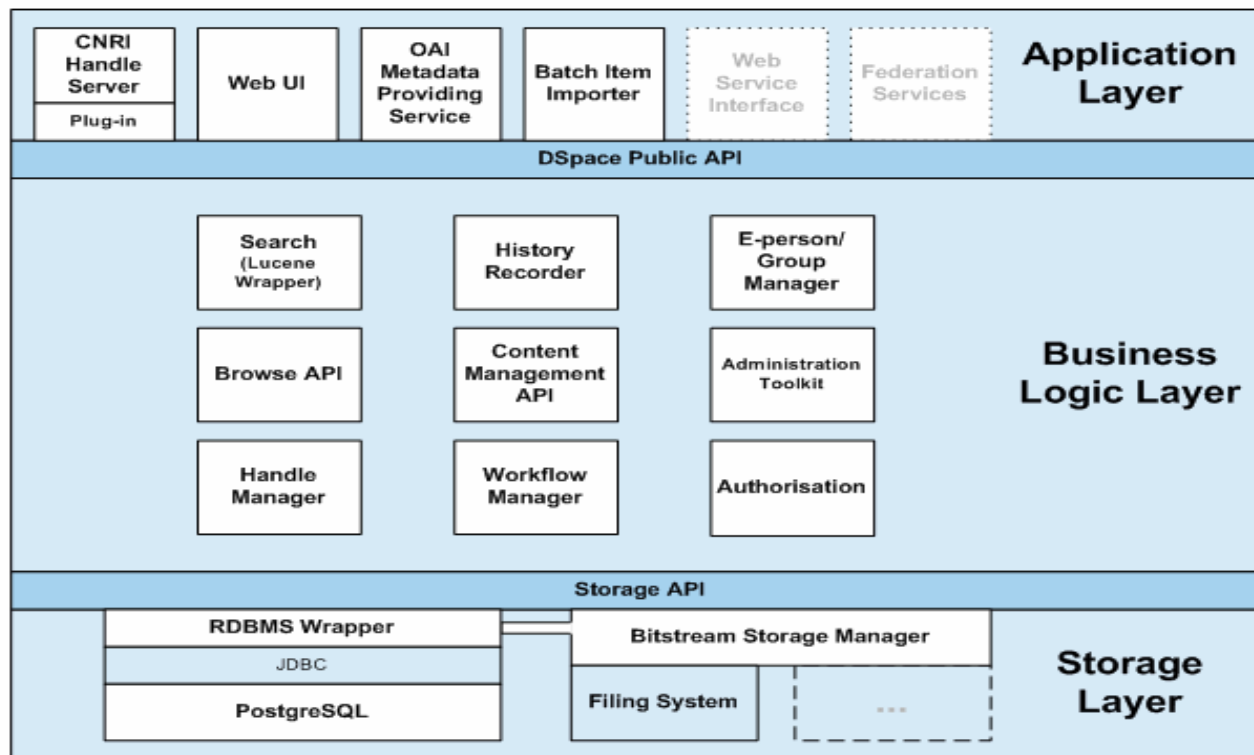 CNRI
Handle
Server
Plug-in
Web UI
OAI
Metadata
Providing
Service
Batch Item
Importer
Web
Service
Interface
Federation
Services
Application
Layer
DSpace Public API
Search
(Lucene
Wrapper)
History
Recorder
E-person/
Group
Manager
Browse API
Content
Management
API
Administration
Toolkit
Business
Logic Layer
Handle
Manager
Workflow
Manager
Authorisation
Storage API
RDBMS Wrapper
JDBC
PostgreSQL
Bitstream Storage Manager
Filing System
...
Storage
Layer